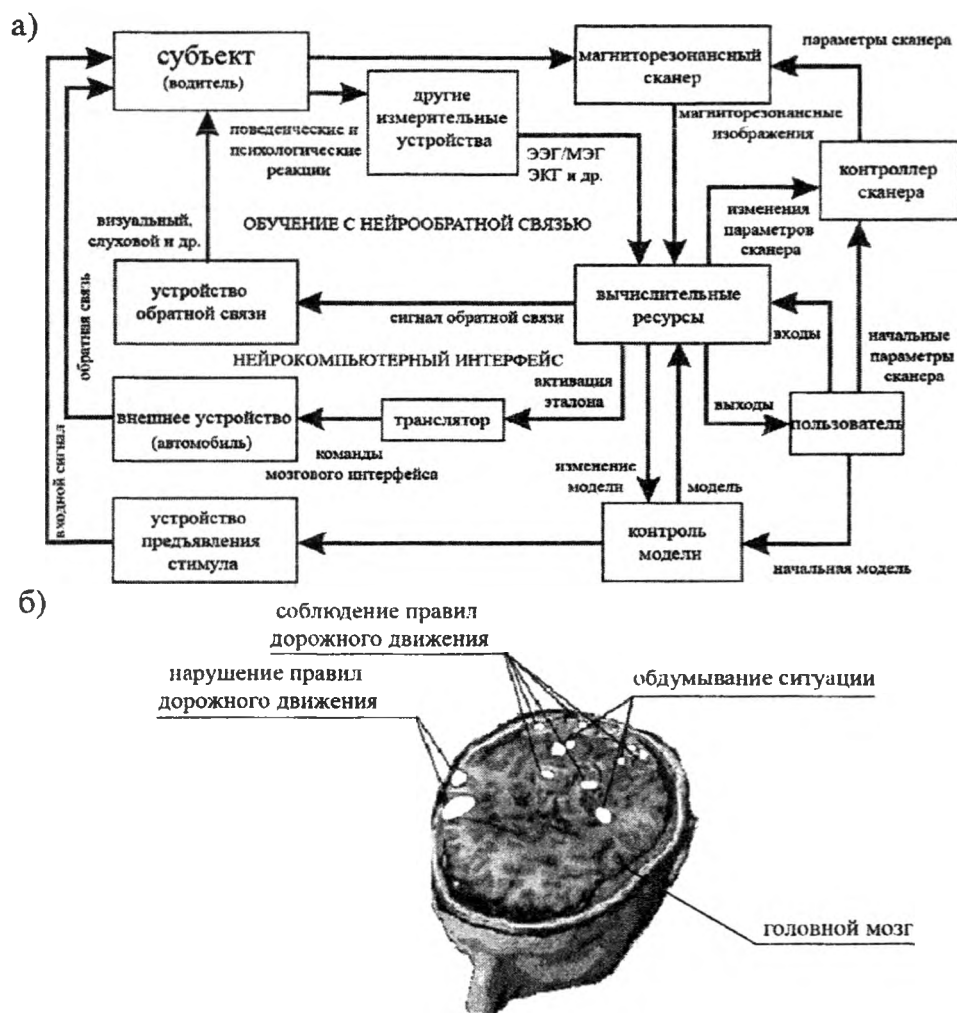 а)
субъект
(водитель)
магниторезонансный
сканер
параметры сканера
другие
измерительные
устройства
поведенческие и
психологические
реакции
магниторезонансные
изображения
ЭЭГ/МЭГ
ЭКГ и др.
контроллер
сканера
визуальный,
слуховой и др.
ОБУЧЕНИЕ С НЕЙРООБРАТНОЙ СВЯЗЬЮ
изменения
параметров
сканера
устройство
обратной связи
обратная связь
сигнал обратной связи
вычислительные
ресурсы
входы
начальные
параметры
сканера
НЕЙРОКОМПЬЮТЕРНЫЙ ИНТЕРФЕЙС
активация
эталона
внешнее устройство
(автомобиль)
транслятор
выходы
пользователь
команды
мозгового интерфейса
изменение
модели
модель
входной сигнал
устройство
предъявления
стимула
контроль
модели
начальная модель
б)
соблюдение правил
дорожного движения
нарушение правил
дорожного движения
обдумывание ситуации
головной мозг